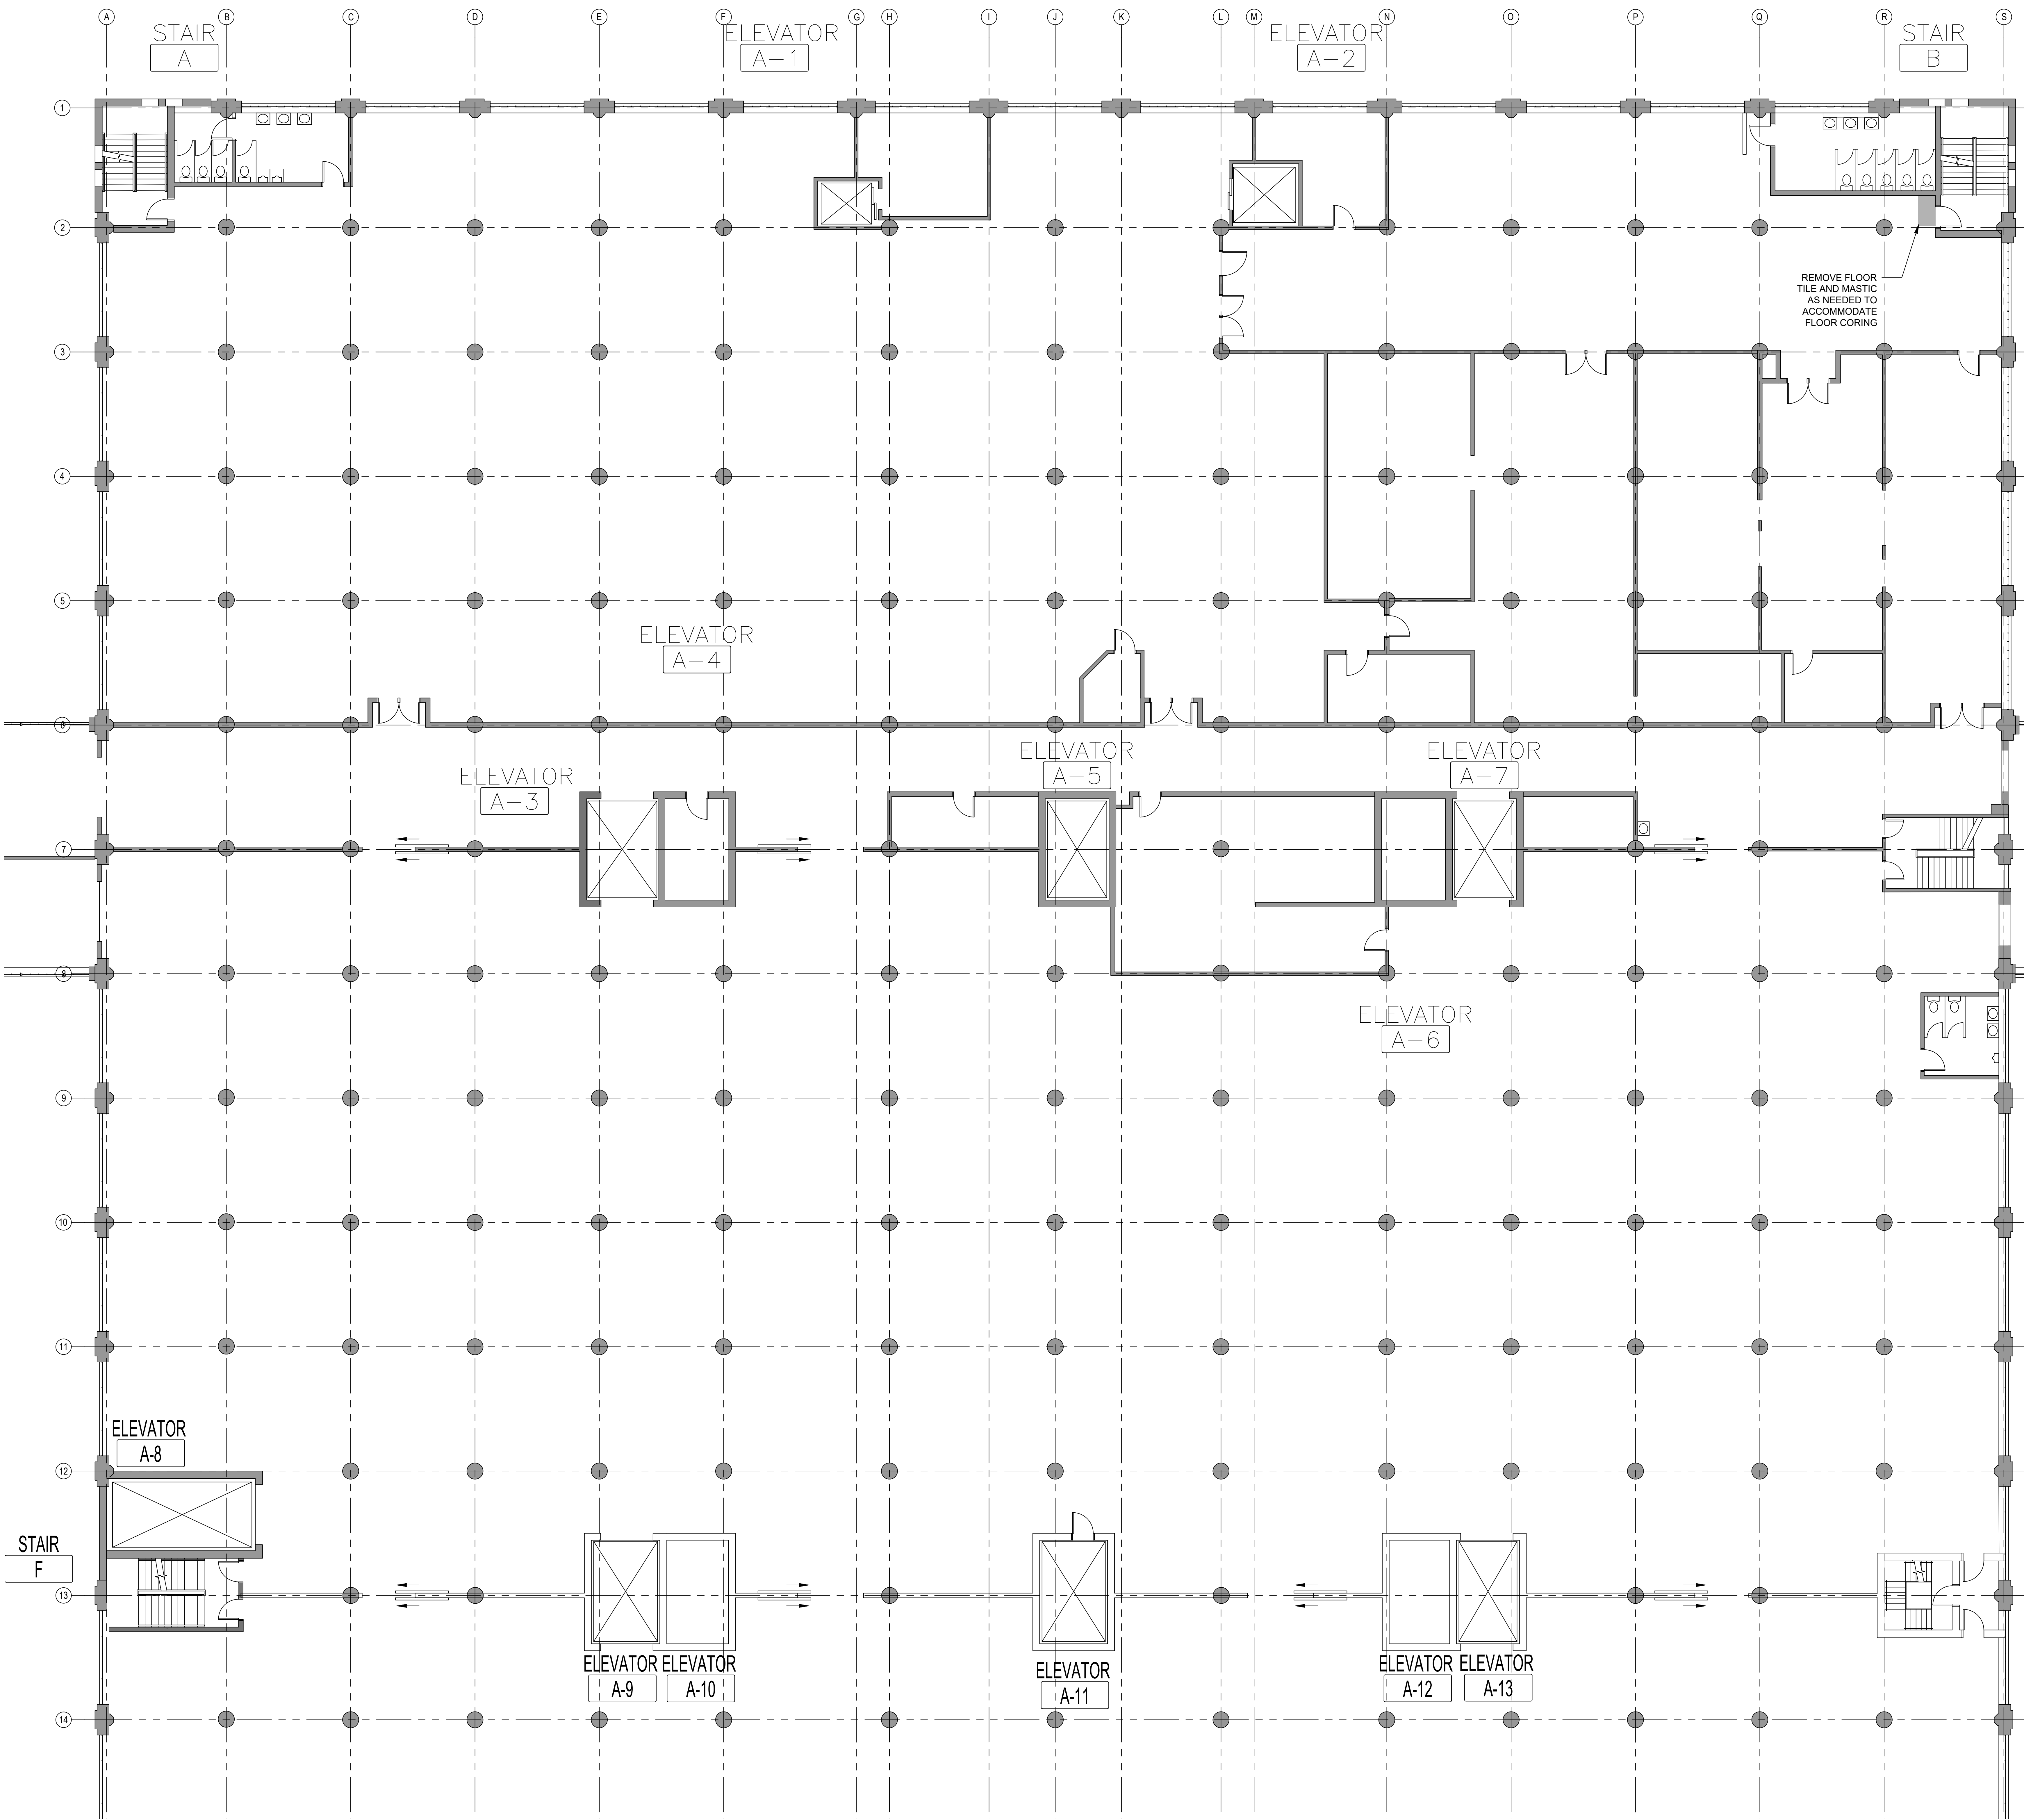 A B C D E F G H I J K L M N O P Q R S
STAIR
A
ELEVATOR
A-1
ELEVATOR
A-2
STAIR
B
1
2
REMOVE FLOOR
TILE AND MASTIC
AS NEEDED TO
ACCOMMODATE
FLOOR CORING
3
4
5
ELEVATOR
A-4
6
ELEVATOR
A-3
ELEVATOR
A-5
ELEVATOR
A-7
7
8
ELEVATOR
A-6
9
10
11
ELEVATOR
A-8
12
STAIR
F
13
ELEVATOR
A-9
ELEVATOR
A-10
ELEVATOR
A-11
ELEVATOR
A-12
ELEVATOR
A-13
14